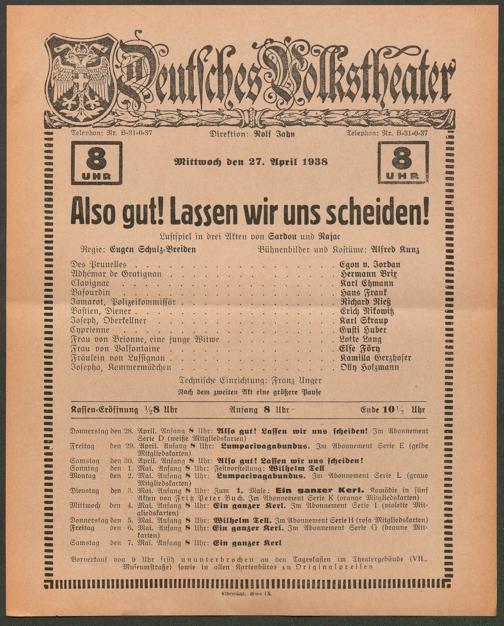 Deutsches Volkstheater
Telephon: Nr. B-31-0-37 Direktion: Rolf Jahn Telephon: Nr. B-31-0-37
8 UHR Mittwoch den 27. April 1938 8 UHR
Also gut! Lassen wir uns scheiden!
Lustspiel in drei Akten von Sardou und Najac
Regie: Eugen Schulz-Breiden Bühnenbilder und Kostüme: Alfred Kunz
Des Prunelles Egon v. Jordan
Adhémar de Gratignan Hermann Brix
Clavignac Karl Ehmann
Bafourdin Hans Frank
Jamarot, Polizeikommissär Richard Rieß
Bastien, Diener Erich Nikowitz
Joseph, Oberkellner Karl Skraup
Cyprienne Gusti Huber
Frau von Brionne, eine junge Witwe Lotte Lang
Frau von Valfontaine Else Föry
Fräulein von Lusignan Kamilla Gerzhofer
Josepha, Kammermädchen Olly Holzmann
Technische Einrichtung: Franz Unger
Nach dem zweiten Akt eine größere Pause
Kassen-Eröffnung ½8 Uhr Anfang 8 Uhr Ende 10½ Uhr
Donnerstag den 28. April. Anfang 8 Uhr: Also gut! Lassen wir uns scheiden! Im Abonnement
Serie D (weiße Mitgliedskarten)
Freitag den 29. April. Anfang 8 Uhr: Lumpacivagabundus. Im Abonnement Serie E (gelbe
Mitgliedskarten)
Samstag den 30. April. Anfang 8 Uhr: Also gut! Lassen wir uns scheiden!
Sonntag den 1. Mai. Anfang 8 Uhr: Festvorstellung: Wilhelm Tell
Montag den 2. Mai. Anfang 8 Uhr: Lumpacivagabundus. Im Abonnement Serie L (graue
Mitgliedskarten)
Dienstag den 3. Mai. Anfang 8 Uhr: Zum 1. Male: Ein ganzer Kerl. Komödie in fünf
Akten von Fritz Peter Buch. Im Abonnement Serie K (orange Mitgliedskarten)
Mittwoch den 4. Mai. Anfang 8 Uhr: Ein ganzer Kerl. Im Abonnement Serie I (violette Mit-
gliedskarten)
Donnerstag den 5. Mai. Anfang 8 Uhr: Wilhelm Tell. Im Abonnement Serie H (rosa Mitgliedskarten)
Freitag den 6. Mai. Anfang 8 Uhr: Ein ganzer Kerl. Im Abonnement Serie G (braune Mit-
gliedskarten)
Samstag den 7. Mai. Anfang 8 Uhr: Ein ganzer Kerl
Vorverkauf von 9 Uhr früh ununterbrochen an den Tageskassen im Theatergebäude (VII.,
Museumstraße) sowie in allen Kartenbüros zu Originalpreisen
Wien IX.